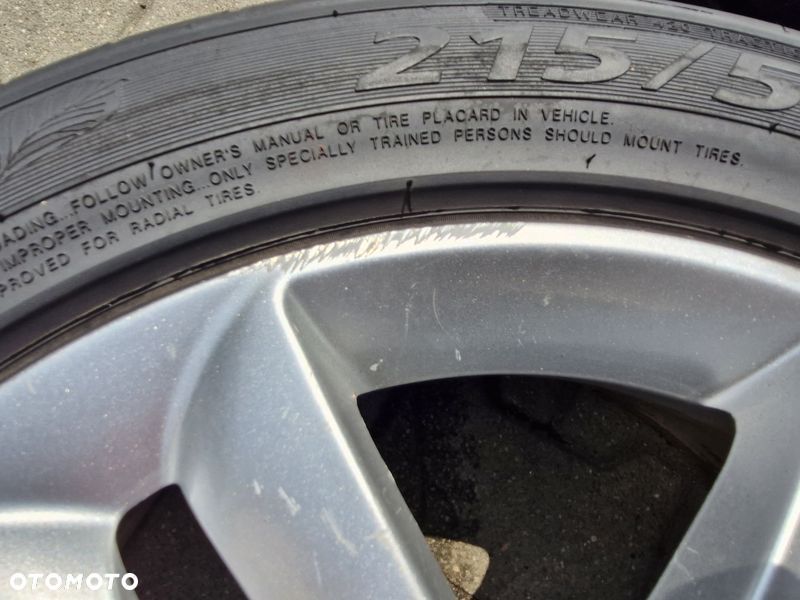 TREADWEAR 420
215/5
ADING...FOLLOW OWNER'S MANUAL OR TIRE PLACARD IN VEHICLE.
IMPROPER MOUNTING...ONLY SPECIALLY TRAINED PERSONS SHOULD MOUNT TIRES.
PROVED FOR RADIAL TIRES.
OTOMOTO